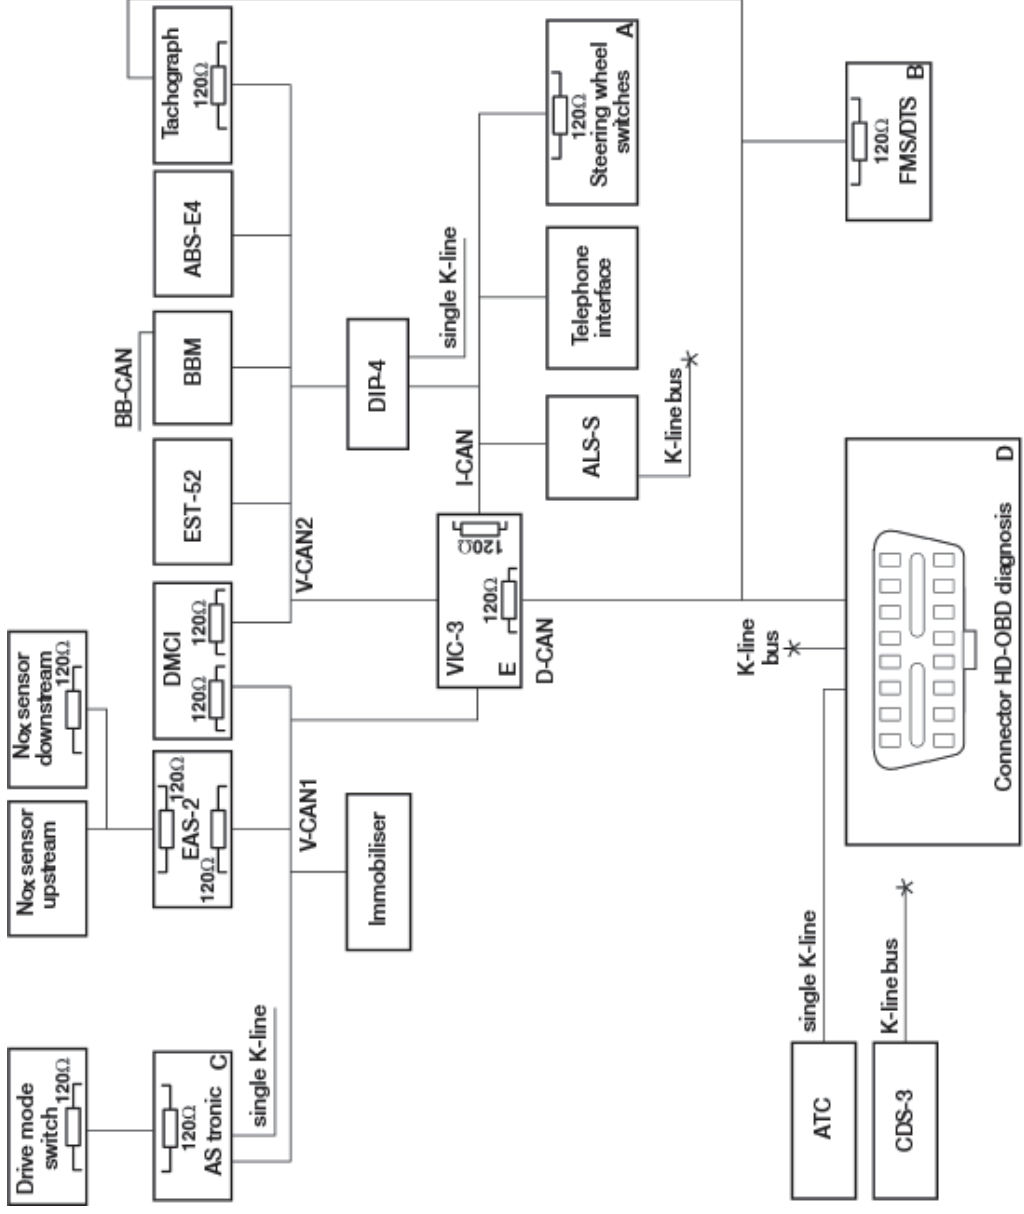 Drive mode
switch
120Ω
Nox sensor
upstream
Nox sensor
downstream
120Ω
BB-CAN
120Ω
AS tronic
C
120Ω
EAS-2
120Ω
DMCI
120Ω
120Ω
EST-52
BBM
ABS-E4
Tachograph
120Ω
single K-line
V-CAN1
V-CAN2
Immobiliser
DIP-4
single K-line
VIC-3
120Ω
120Ω
E
I-CAN
D-CAN
ALS-S
Telephone
interface
120Ω
Steering wheel
switches
A
K-line bus
K-line
bus
single K-line
ATC
K-line bus
CDS-3
Connector HD-OBD diagnosis
D
120Ω
FMS/DTS
B